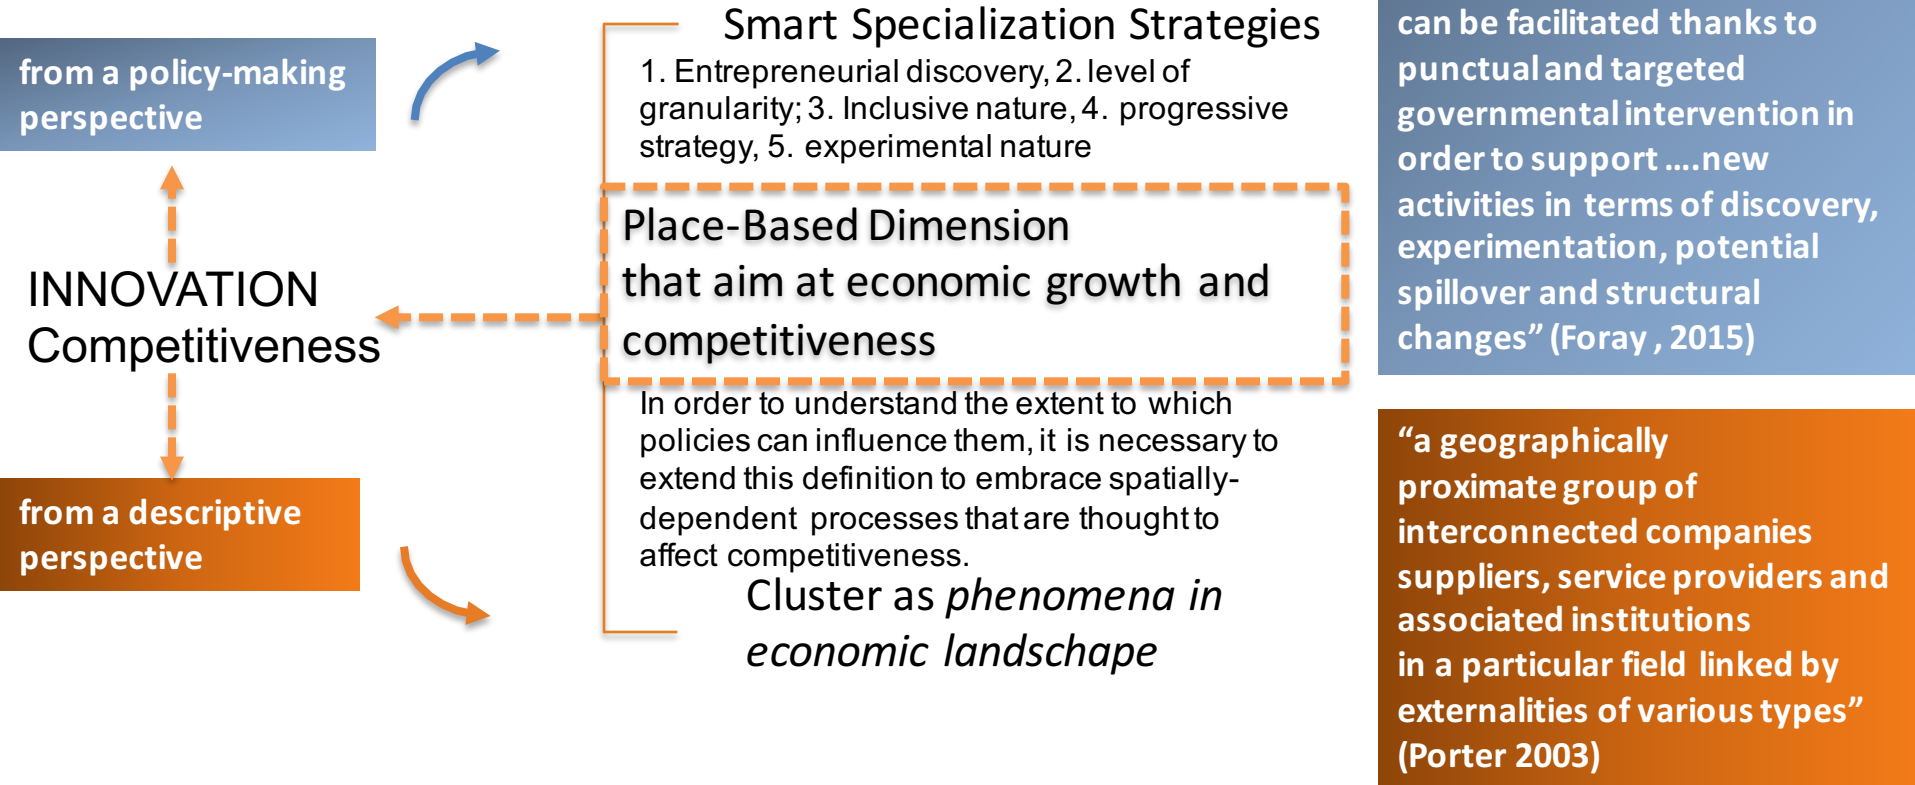 from a policy-making
perspective
INNOVATION
Competitiveness
from a descriptive
perspective
Smart Specialization Strategies
1. Entrepreneurial discovery, 2. level of
granularity; 3. Inclusive nature, 4. progressive
strategy, 5. experimental nature
Place-Based Dimension
that aim at economic growth and
competitiveness
In order to understand the extent to which
policies can influence them, it is necessary to
extend this definition to embrace spatially-
dependent processes that are thought to
affect competitiveness.
Cluster as phenomena in
economic landschape
can be facilitated thanks to
punctual and targeted
governmental intervention in
order to support ....new
activities in terms of discovery,
experimentation, potential
spillover and structural
changes” (Foray , 2015)
“a geographically
proximate group of
interconnected companies
suppliers, service providers and
associated institutions
in a particular field linked by
externalities of various types”
(Porter 2003)